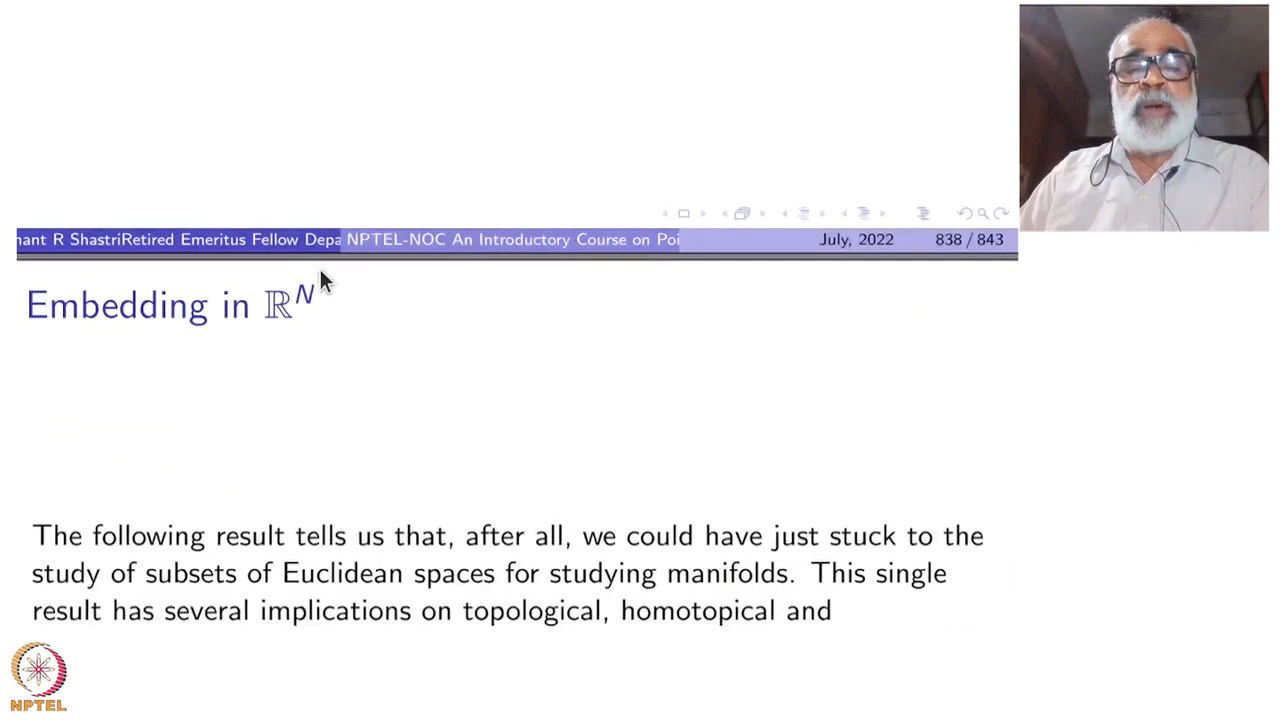 hant R ShastriRetired Emeritus Fellow Depa NPTEL-NOC An Introductory Course on Poi July, 2022 838 / 843
Embedding in ℝᴺ
The following result tells us that, after all, we could have just stuck to the
study of subsets of Euclidean spaces for studying manifolds. This single
result has several implications on topological, homotopical and
NPTEL